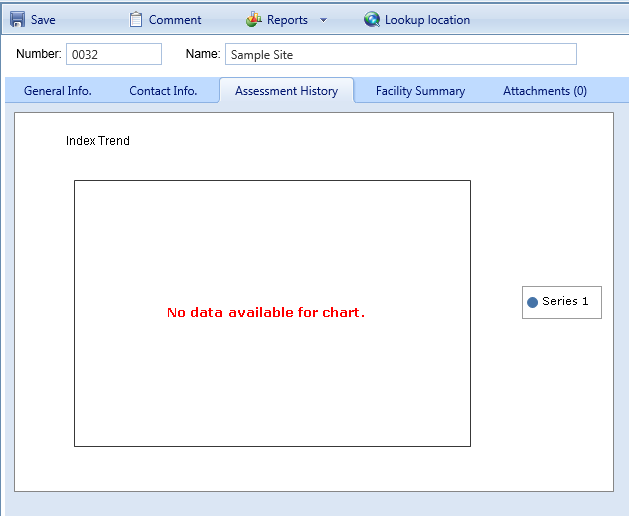 Save Comment Reports Lookup location
Number: 0032 Name: Sample Site
General Info. Contact Info. Assessment History Facility Summary Attachments (0)
Index Trend
No data available for chart.
Series 1